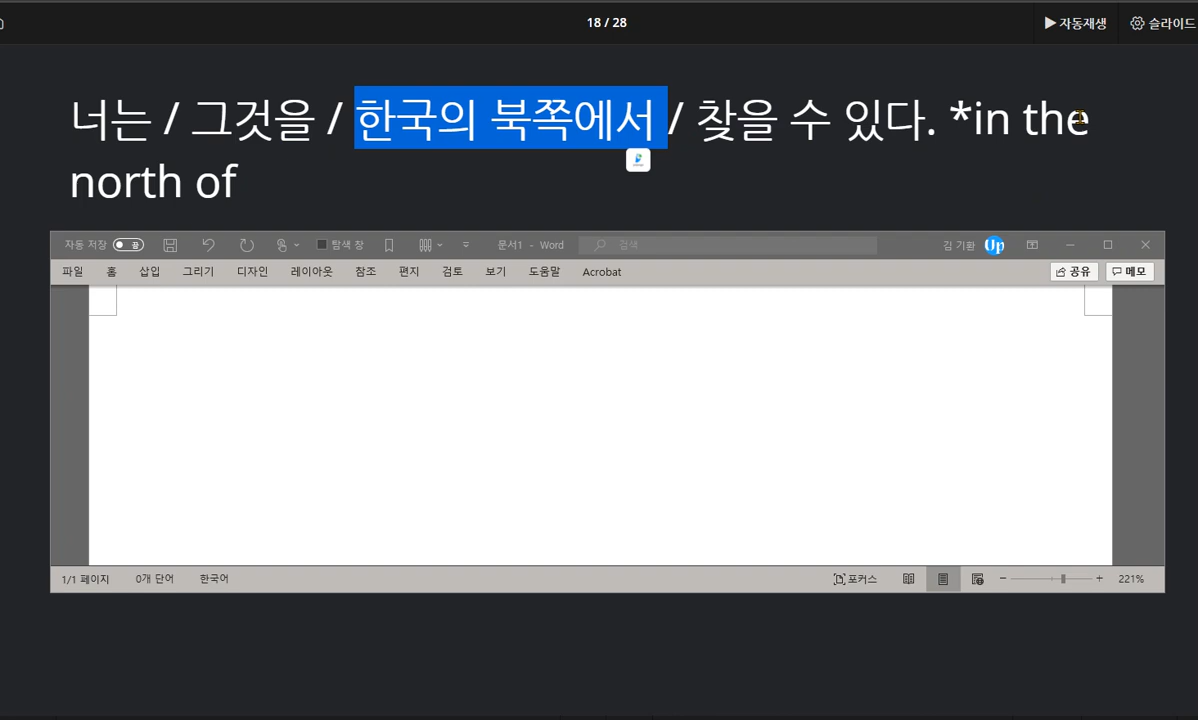 18 / 28
▶ 자동재생
슬라이드
너는 / 그것을 / 한국의 북쪽에서 / 찾을 수 있다. *in the
north of
자동 저장 끔 탐색 창 문서1 - Word 검색 김 기환 Up
파일 홈 삽입 그리기 디자인 레이아웃 참조 편지 검토 보기 도움말 Acrobat 공유 메모
1/1 페이지 0개 단어 한국어 포커스 221%